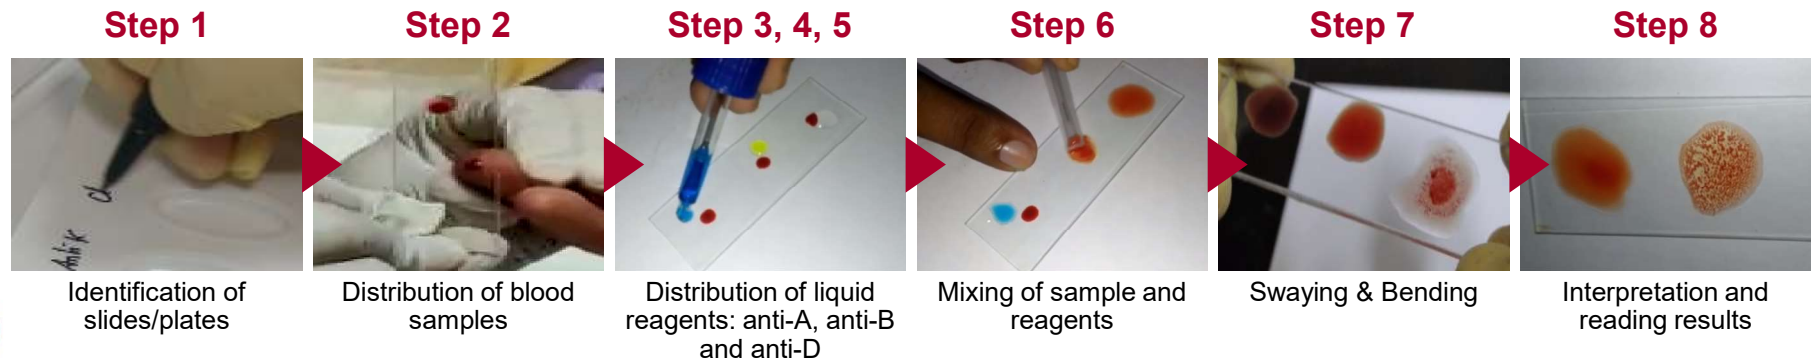 Step 1
Step 2
Step 3, 4, 5
Step 6
Step 7
Step 8
d
Anti-K
Identification of
slides/plates
Distribution of blood
samples
Distribution of liquid
reagents: anti-A, anti-B
and anti-D
Mixing of sample and
reagents
Swaying & Bending
Interpretation and
reading results